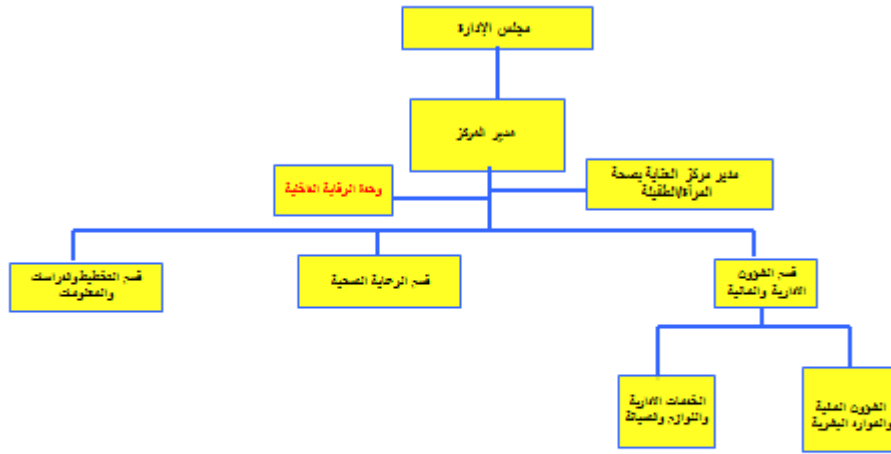 مجلس الإدارة
مدير المركز
مدير مركز العناية بصحة
المرأة/الطفيلة
وحدة الرقابة الداخلية
قسم الشؤون
الادارية والمالية
قسم الرعاية الصحية
قسم التخطيط والدراسات
والمعلومات
الشؤون المالية
والموارد البشرية
الخدمات الادارية
واللوازم والصيانة